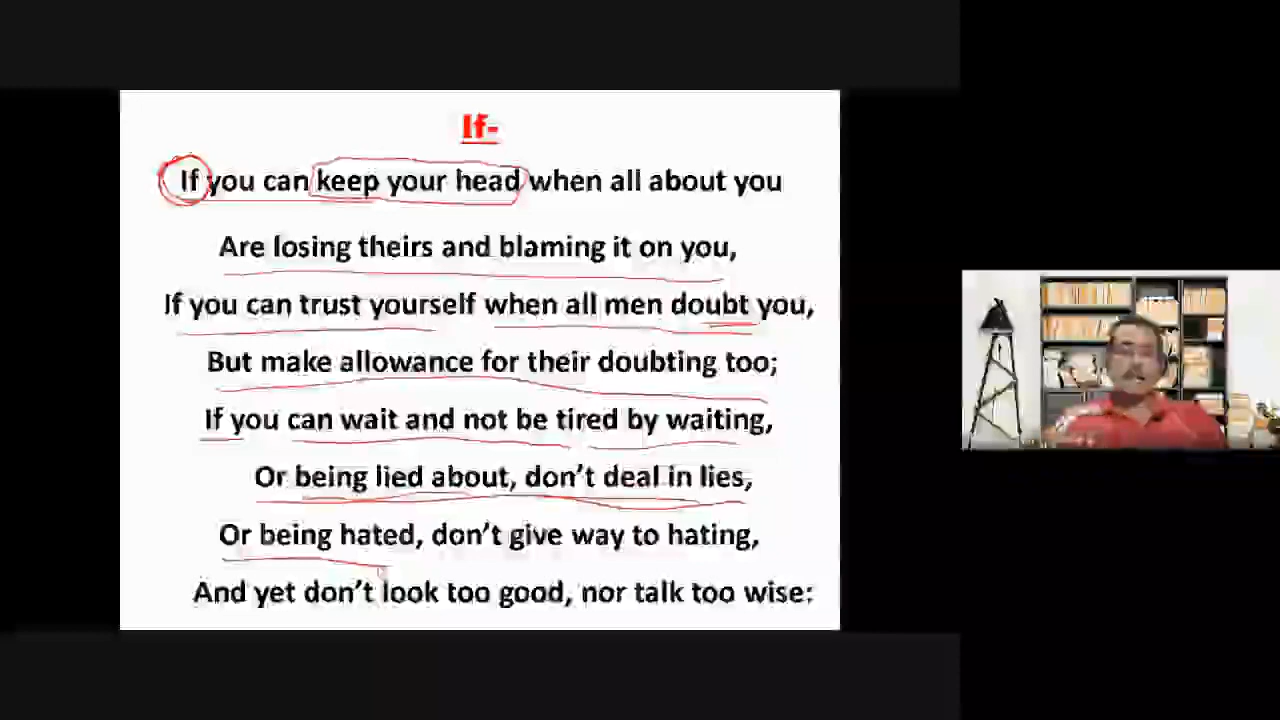 If-
If you can keep your head when all about you
Are losing theirs and blaming it on you,
If you can trust yourself when all men doubt you,
But make allowance for their doubting too;
If you can wait and not be tired by waiting,
Or being lied about, don't deal in lies,
Or being hated, don't give way to hating,
And yet don't look too good, nor talk too wise: